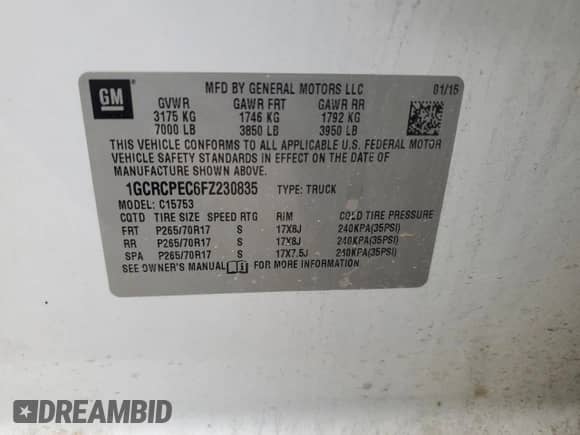 GM
MFD BY GENERAL MOTORS LLC 01/15
GVWR GAWR FRT GAWR RR
3175 KG 1746 KG 1792 KG
7000 LB 3850 LB 3950 LB
THIS VEHICLE CONFORMS TO ALL APPLICABLE U.S. FEDERAL MOTOR
VEHICLE SAFETY STANDARDS IN EFFECT ON THE DATE OF
MANUFACTURE SHOWN ABOVE.
1GCRCPEC6FZ230835 TYPE: TRUCK
MODEL: C15753
CQTD TIRE SIZE SPEED RTG RIM COLD TIRE PRESSURE
FRT P265/70R17 S 17X8J 240KPA(35PSI)
RR P265/70R17 S 17X8J 240KPA(35PSI)
SPA P265/70R17 S 17X7.5J 240KPA(35PSI)
SEE OWNER'S MANUAL FOR MORE INFORMATION.
DREAMBID